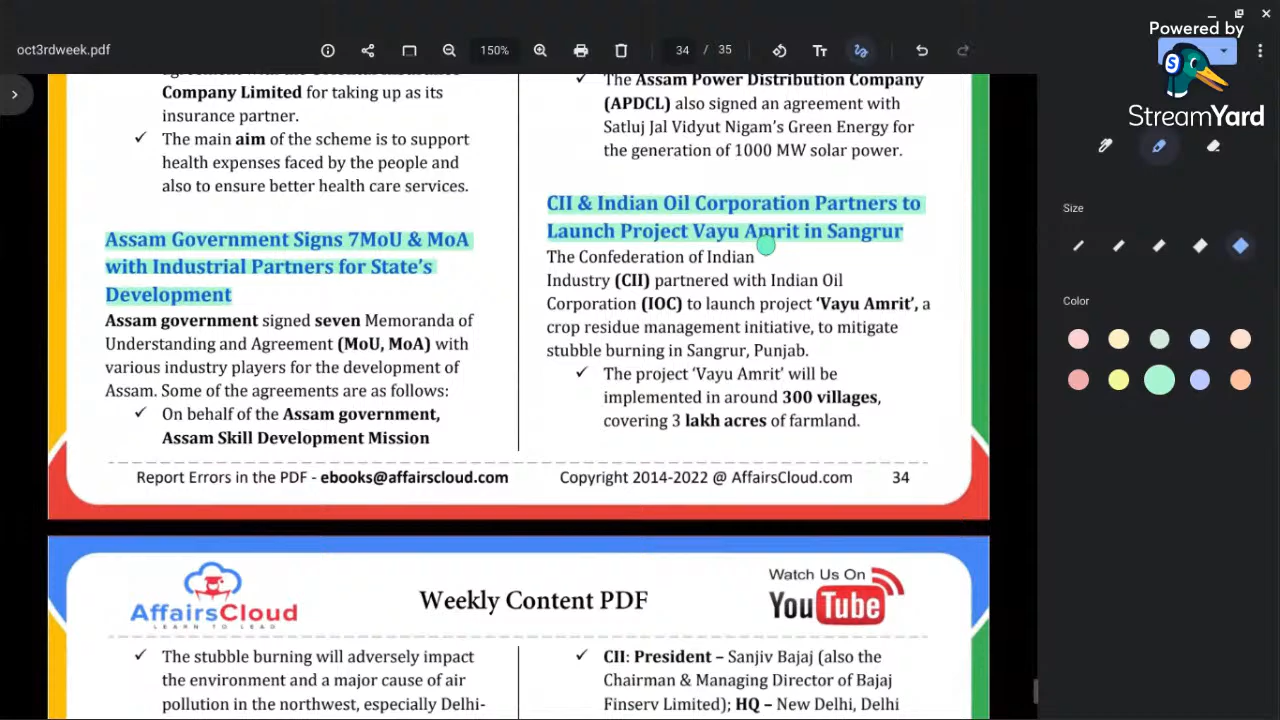 Powered by
StreamYard
oct3rdweek.pdf
150%
34 / 35
Size
Color
agreement with the Oriental Insurance
Company Limited for taking up as its
insurance partner.
✓ The main aim of the scheme is to support
health expenses faced by the people and
also to ensure better health care services.
Assam Government Signs 7MoU & MoA
with Industrial Partners for State's
Development
Assam government signed seven Memoranda of
Understanding and Agreement (MoU, MoA) with
various industry players for the development of
Assam. Some of the agreements are as follows:
✓ On behalf of the Assam government,
Assam Skill Development Mission
✓ The Assam Power Distribution Company
(APDCL) also signed an agreement with
Satluj Jal Vidyut Nigam's Green Energy for
the generation of 1000 MW solar power.
CII & Indian Oil Corporation Partners to
Launch Project Vayu Amrit in Sangrur
The Confederation of Indian
Industry (CII) partnered with Indian Oil
Corporation (IOC) to launch project 'Vayu Amrit', a
crop residue management initiative, to mitigate
stubble burning in Sangrur, Punjab.
✓ The project 'Vayu Amrit' will be
implemented in around 300 villages,
covering 3 lakh acres of farmland.
Report Errors in the PDF - ebooks@affairscloud.com
Copyright 2014-2022 @ AffairsCloud.com
34
AffairsCloud
LEARN TO LEAD
Weekly Content PDF
Watch Us On
YouTube
✓ The stubble burning will adversely impact
the environment and a major cause of air
pollution in the northwest, especially Delhi-
✓ CII: President – Sanjiv Bajaj (also the
Chairman & Managing Director of Bajaj
Finserv Limited); HQ – New Delhi, Delhi